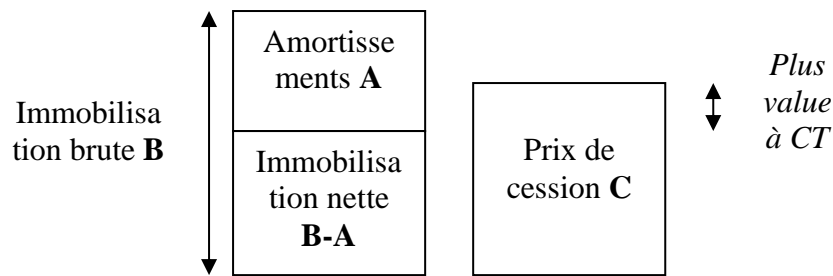 Immobilisa
tion brute B
Amortisse
ments A
Immobilisa
tion nette
B-A
Prix de
cession C
Plus
value
à CT